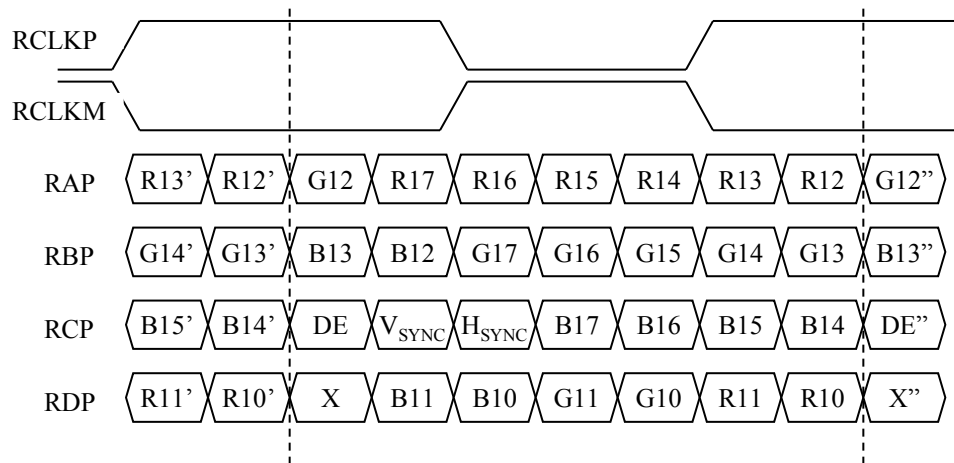 RCLKP
RCLKM
RAP R13’ R12’ G12 R17 R16 R15 R14 R13 R12 G12”
RBP G14’ G13’ B13 B12 G17 G16 G15 G14 G13 B13”
RCP B15’ B14’ DE VSYNC HSYNC B17 B16 B15 B14 DE”
RDP R11’ R10’ X B11 B10 G11 G10 R11 R10 X”